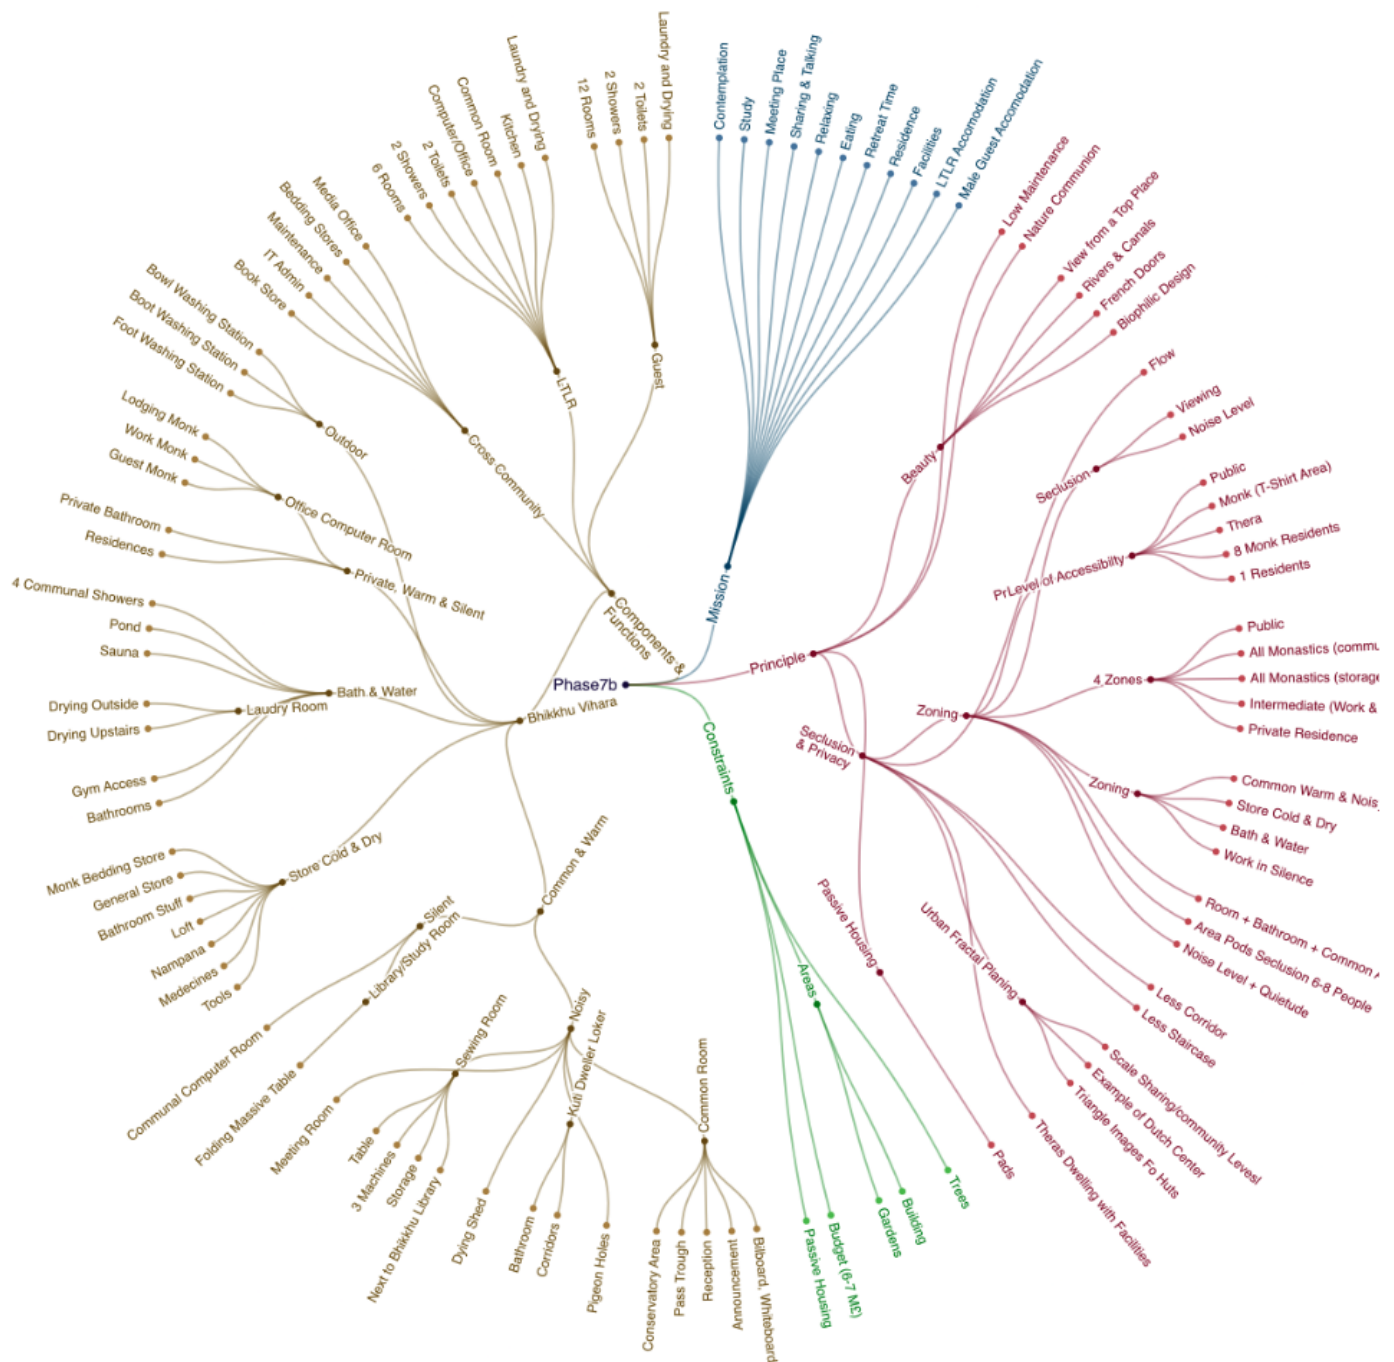 Phase7b
Mission
Contemplation
Study
Meeting Place
Sharing & Talking
Relaxing
Eating
Retreat Time
Residence
Facilities
LTLR Accomodation
Male Guest Accomodation
Principle
Beauty
Low Maintenance
Nature Communion
View from a Top Place
Rivers & Canals
French Doors
Biophilic Design
Seclusion
& Privacy
Flow
Seclusion
Viewing
Noise Level
PrLevel of Accessibilty
Public
Monk (T-Shirt Area)
Thera
8 Monk Residents
1 Residents
Zoning
4 Zones
Public
All Monastics (commu
All Monastics (storage
Intermediate (Work &
Private Residence
Zoning
Common Warm & Nois
Store Cold & Dry
Bath & Water
Work in Silence
Room + Bathroom + Common
Area Pods Seclusion 6-8 People
Noise Level + Quietude
Less Corridor
Less Staircase
Urban Fractal Planing
Scale Sharing/community Levesl
Example of Dutch Center
Triangle Images Fo Huts
Theras Dwelling with Facilities
Passive Housing
Pads
Constraints
Areas
Trees
Building
Gardens
Budget (6-7 M£)
Passive Housing
Components &
Functions
Guest
Laundry and Drying
2 Toilets
2 Showers
12 Rooms
LTLR
Laundry and Drying
Kitchen
Common Room
Computer/Office
2 Toilets
2 Showers
6 Rooms
Cross Community
Media Office
Bedding Stores
Maintenance
IT Admin
Book Store
Bhikkhu Vihara
Outdoor
Bowl Washing Station
Boot Washing Station
Foot Washing Station
Office Computer Room
Lodging Monk
Work Monk
Guest Monk
Private, Warm & Silent
Private Bathroom
Residences
Bath & Water
4 Communal Showers
Pond
Sauna
Laudry Room
Drying Outside
Drying Upstairs
Gym Access
Bathrooms
Store Cold & Dry
Monk Bedding Store
General Store
Bathroom Stuff
Loft
Nampana
Medecines
Tools
Common & Warm
Silent
Library/Study Room
Communal Computer Room
Folding Massive Table
Noisy
Meeting Room
Sewing Room
Table
3 Machines
Storage
Next to Bhikkhu Library
Dying Shed
Kuti Dweller Loker
Bathroom
Corridors
Pigeon Holes
Common Room
Conservatory Area
Pass Trough
Reception
Announcement
Bilboard, Whiteboard